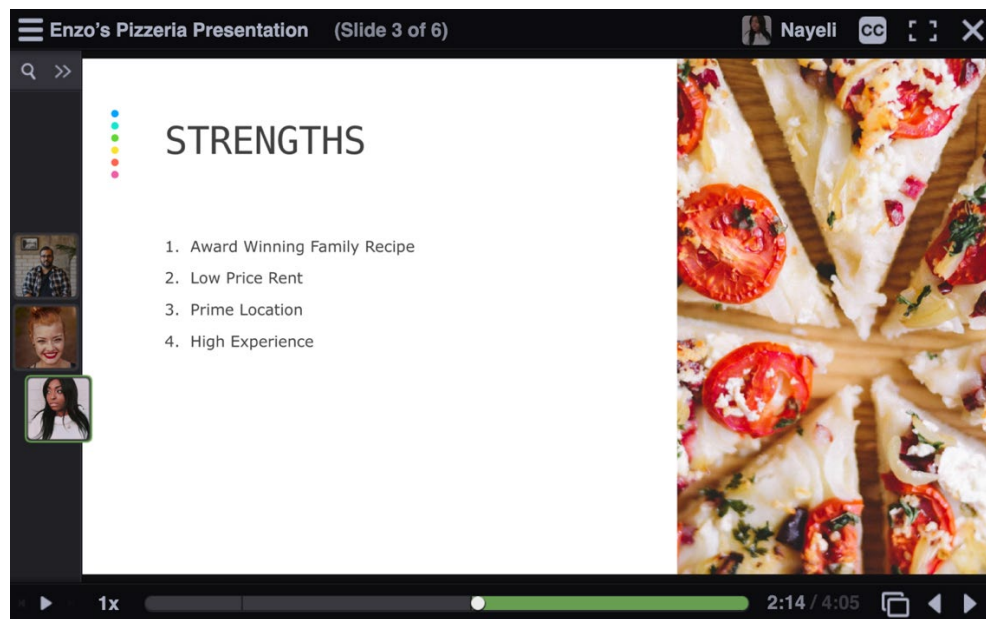 Enzo’s Pizzeria Presentation (Slide 3 of 6) Nayeli CC
STRENGTHS
1. Award Winning Family Recipe
2. Low Price Rent
3. Prime Location
4. High Experience
1x 2:14 / 4:05